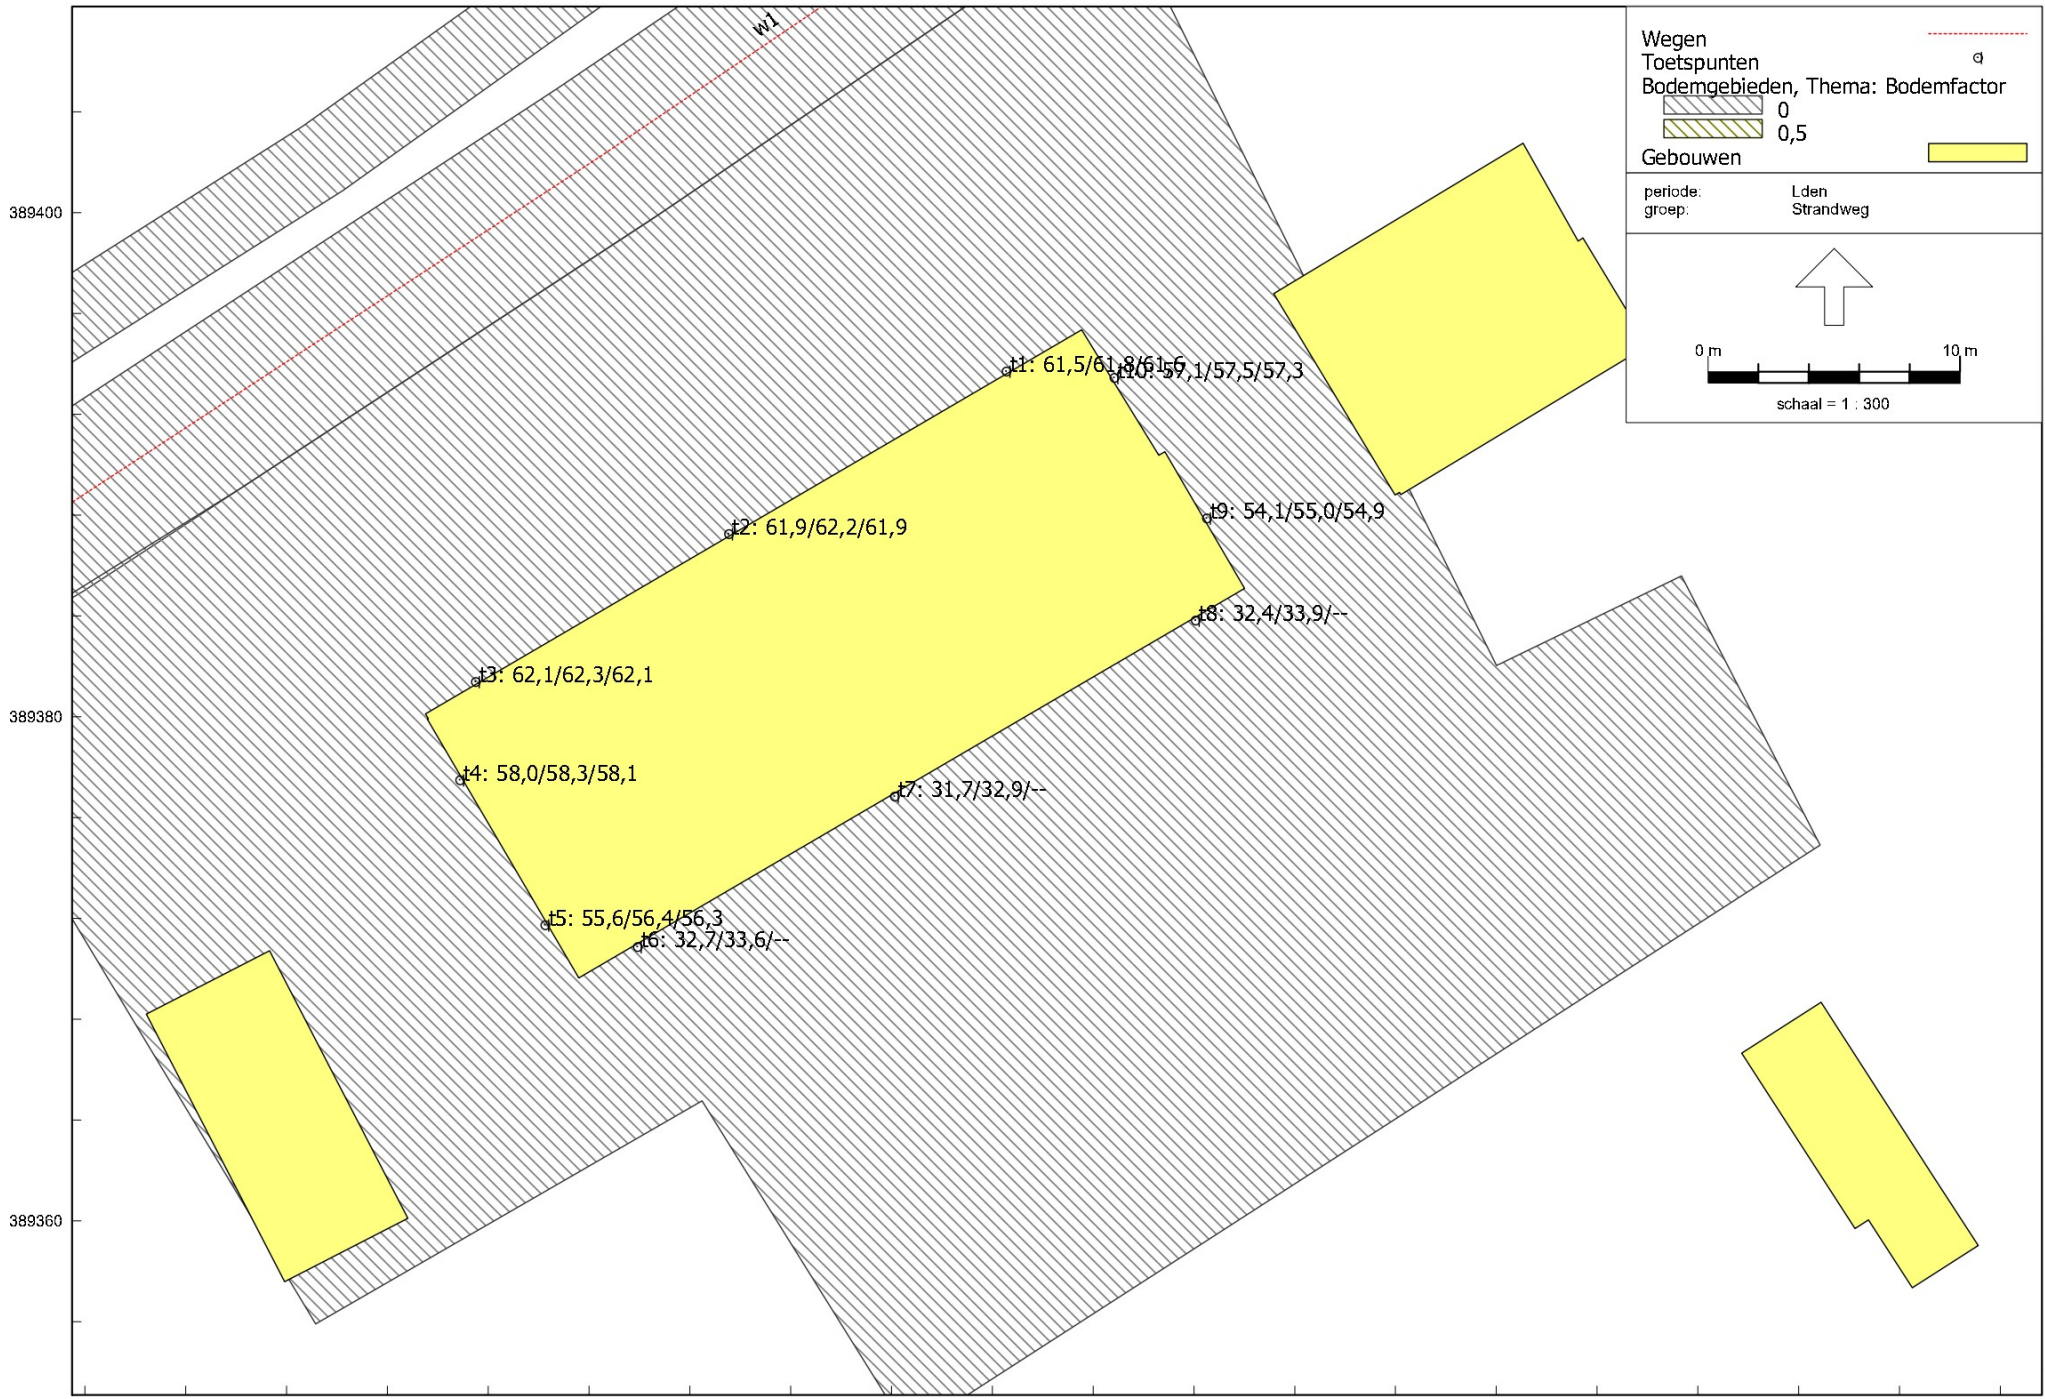 w1
Wegen
Toetspunten
Bodemgebieden, Thema: Bodemfactor
0
0,5
Gebouwen
periode: Lden
groep: Strandweg
0 m 10 m
schaal = 1 : 300
389400
t1: 61,5/61,8/61,6
t10: 57,1/57,5/57,3
t9: 54,1/55,0/54,9
t2: 61,9/62,2/61,9
t8: 32,4/33,9/--
t3: 62,1/62,3/62,1
389380
t4: 58,0/58,3/58,1
t7: 31,7/32,9/--
t5: 55,6/56,4/56,3
t6: 32,7/33,6/--
389360